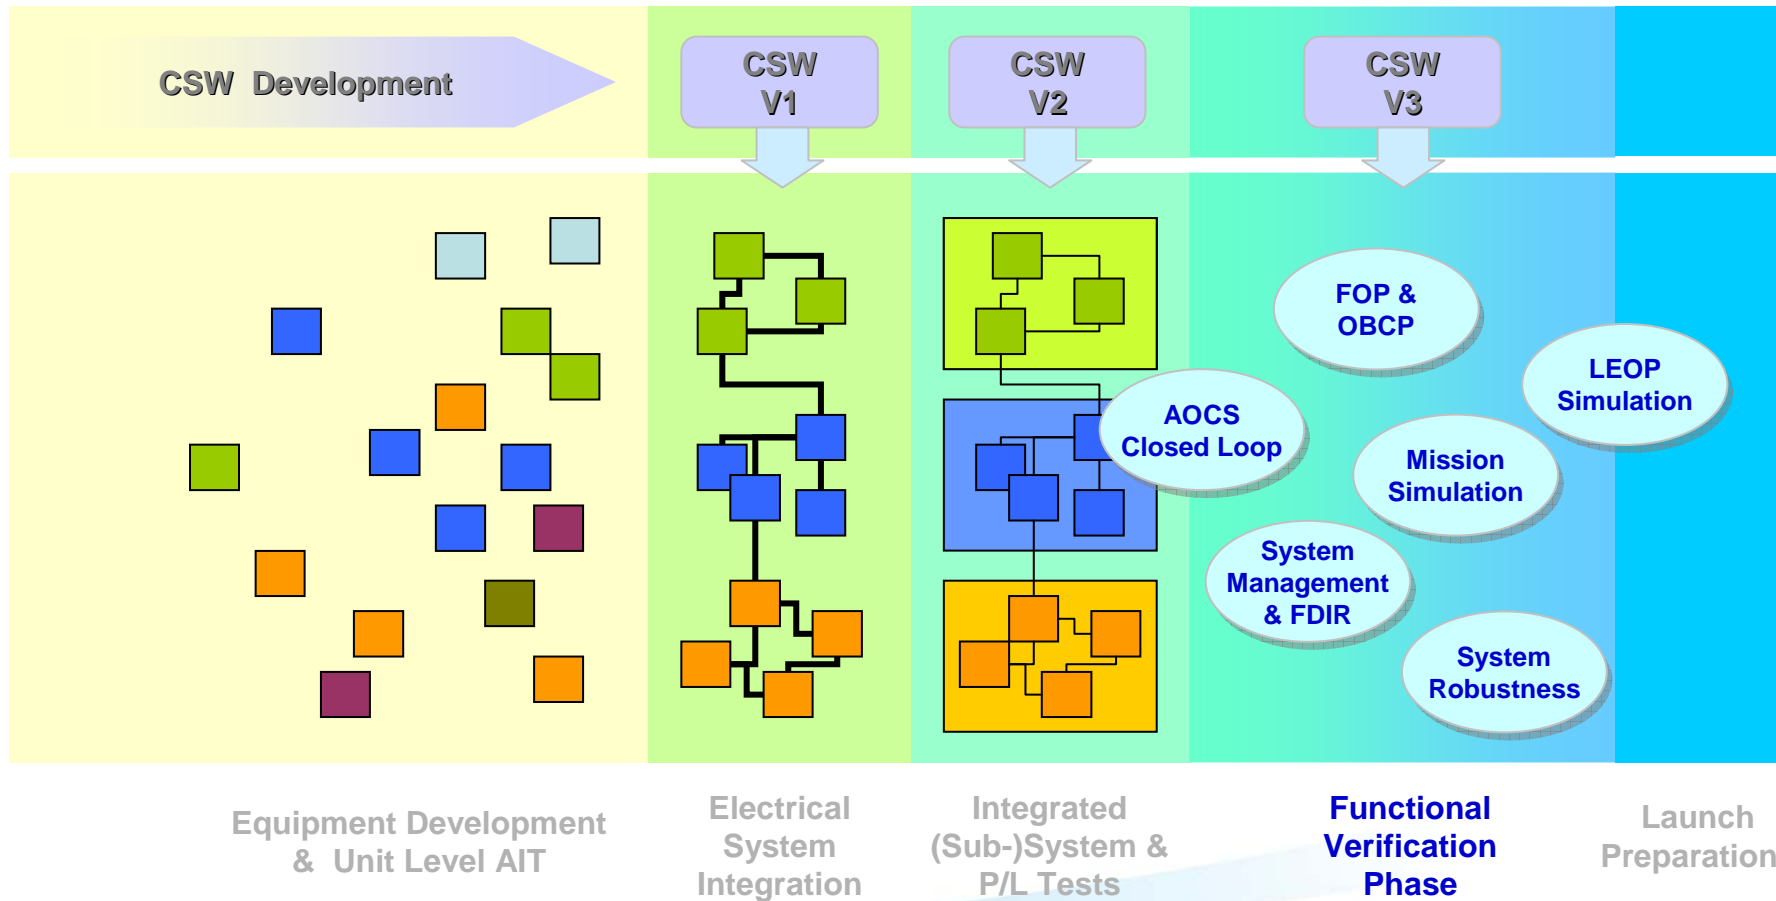 CSW Development
CSW
V1
CSW
V2
CSW
V3
FOP &
OBCP
LEOP
Simulation
AOCS
Closed Loop
Mission
Simulation
System
Management
& FDIR
System
Robustness
Equipment Development
& Unit Level AIT
Electrical
System
Integration
Integrated
(Sub-)System &
P/L Tests
Functional
Verification
Phase
Launch
Preparation